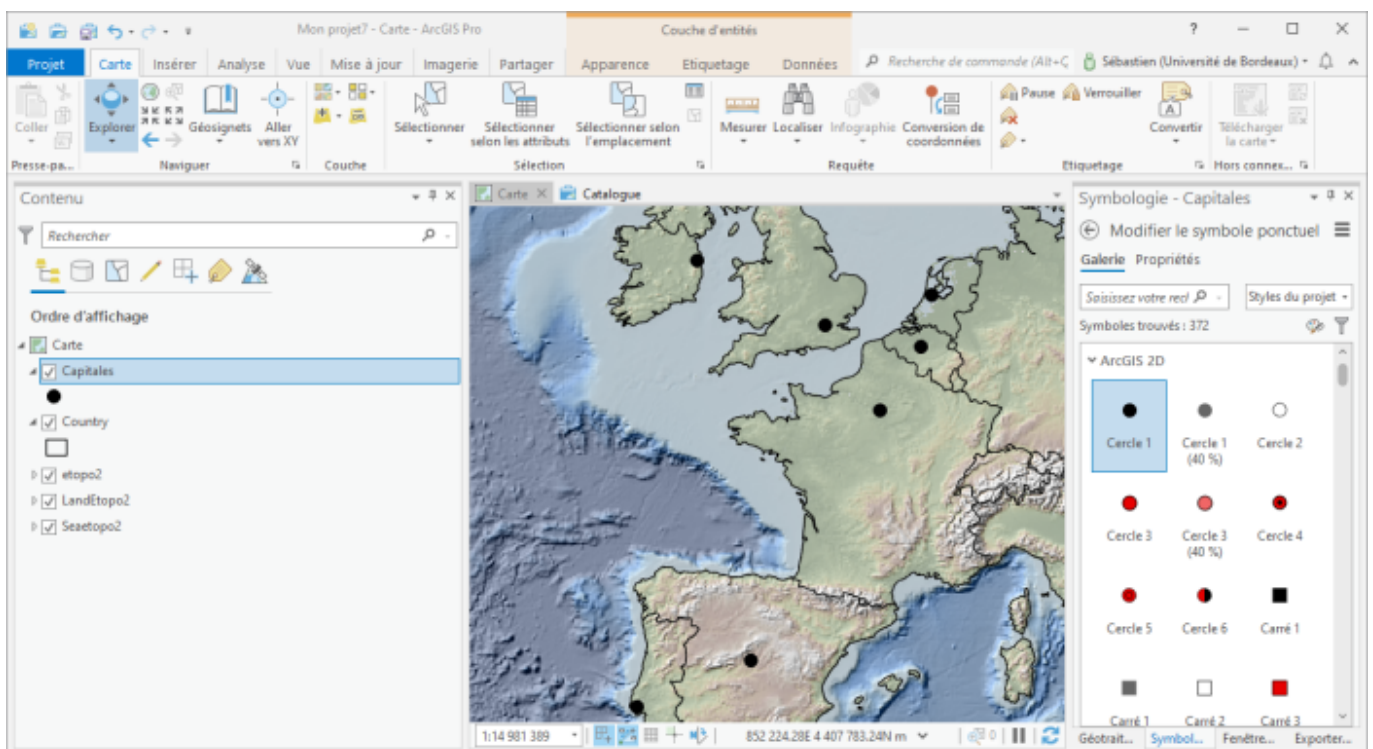 Mon projet7 - Carte - ArcGIS Pro
Couche d'entités
?
Projet Carte Insérer Analyse Vue Mise à jour Imagerie Partager Apparence Etiquetage Données Recherche de commande (Alt+Q Sébastien (Université de Bordeaux)
Coller Explorer Géosignets Aller vers XY Sélectionner Sélectionner selon les attributs Sélectionner selon l'emplacement Mesurer Localiser Infographie Conversion de coordonnées Pause Verrouiller Convertir Télécharger la carte
Presse-pa... Naviguer Couche Sélection Requête Etiquetage Hors connex...
Contenu
Rechercher
Ordre d'affichage
Carte
Capitales
Country
etopo2
LandEtopo2
Seaetopo2
Carte Catalogue
1:14 981 389 852 224.28E 4 407 783.24N m 0
Symbologie - Capitales
Modifier le symbole ponctuel
Galerie Propriétés
Saisissez votre recl Styles du projet
Symboles trouvés : 372
ArcGIS 2D
Cercle 1 Cercle 1 (40 %) Cercle 2
Cercle 3 Cercle 3 (40 %) Cercle 4
Cercle 5 Cercle 6 Carré 1
Carré 1 Carré 2 Carré 3
Géotrait... Symbol... Fenêtre... Exporter...